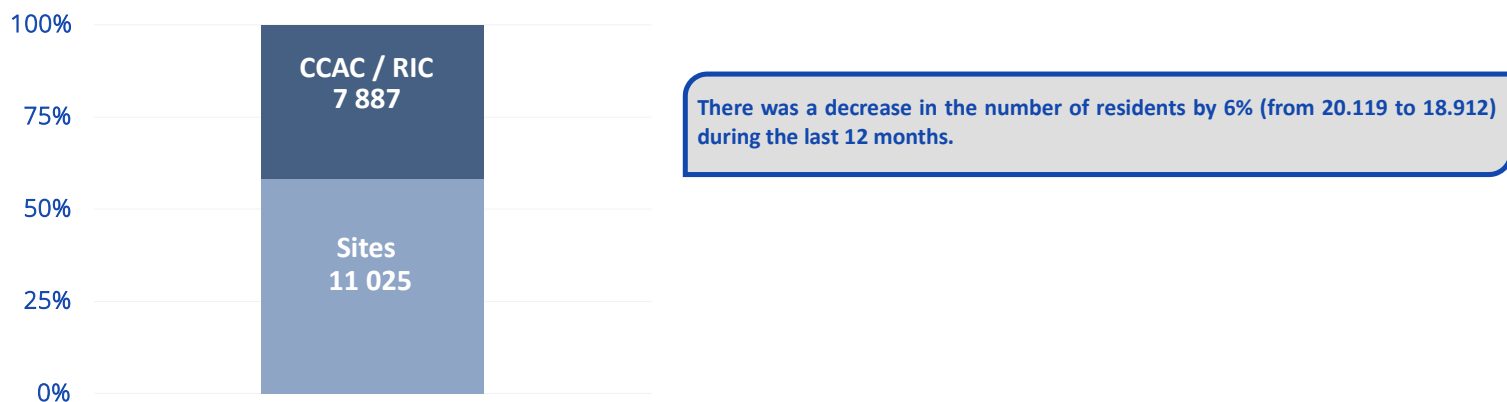 100%
75%
50%
25%
0%
CCAC / RIC
7 887
Sites
11 025
There was a decrease in the number of residents by 6% (from 20.119 to 18.912)
during the last 12 months.